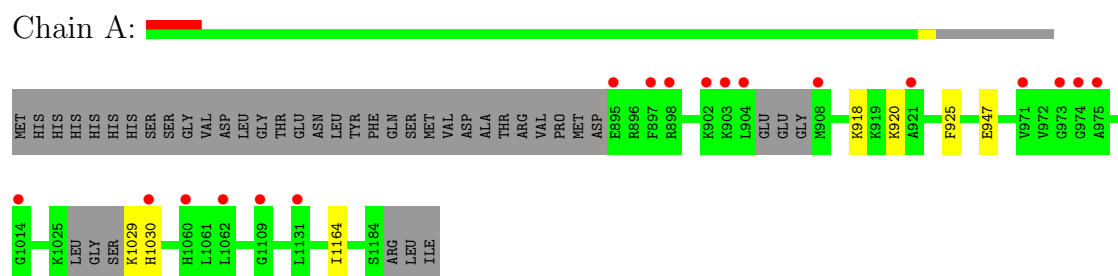 Chain A:
MET HIS HIS HIS HIS HIS HIS SER SER GLY VAL ASP LEU GLY THR GLU ASN LEU TYR PHE GLN SER MET VAL ASP ALA THR ARG VAL PRO MET ASP E895 R896 F897 R898 K902 K903 L904 GLU GLU GLY M908 K918 K919 K920 A921 F925 E947 V971 V972 G973 G974 A975
G1014 K1025 LEU GLY SER K1029 H1030 H1060 L1061 L1062 G1109 L1131 I1164 S1184 ARG LEU ILE